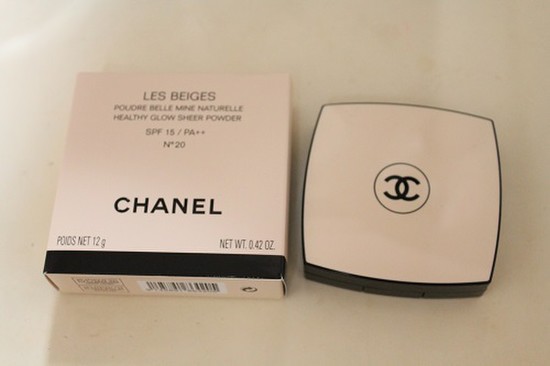 LES BEIGES
POUDRE BELLE MINE NATURELLE
HEALTHY GLOW SHEER POWDER
SPF 15 / PA++
N°20
CHANEL
POIDS NET 12 g
NET WT. 0.42 OZ.